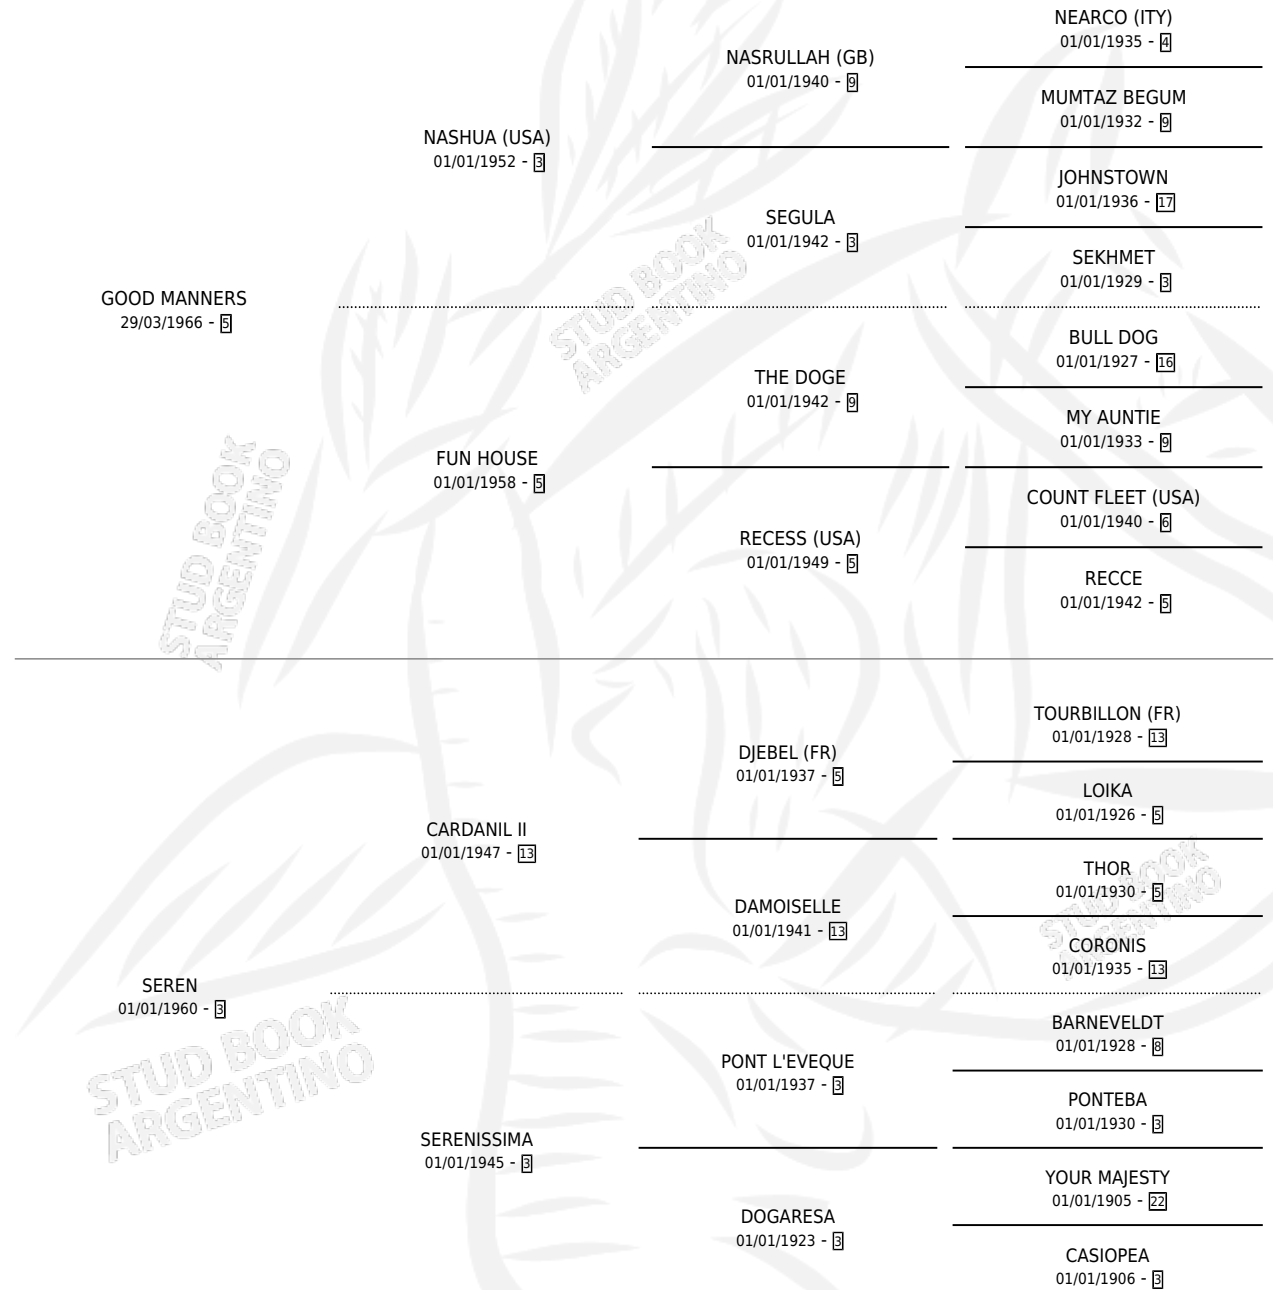 NEARCO (ITY)
01/01/1935 - 4
NASRULLAH (GB)
01/01/1940 - 9
MUMTAZ BEGUM
01/01/1932 - 9
NASHUA (USA)
01/01/1952 - 3
JOHNSTOWN
01/01/1936 - 17
SEGULA
01/01/1942 - 3
SEKHMET
01/01/1929 - 3
GOOD MANNERS
29/03/1966 - 5
BULL DOG
01/01/1927 - 16
THE DOGE
01/01/1942 - 9
MY AUNTIE
01/01/1933 - 9
FUN HOUSE
01/01/1958 - 5
COUNT FLEET (USA)
01/01/1940 - 6
RECESS (USA)
01/01/1949 - 5
RECCE
01/01/1942 - 5
STUD BOOK
ARGENTINO
STUD BOOK
ARGENTINO
TOURBILLON (FR)
01/01/1928 - 13
DJEBEL (FR)
01/01/1937 - 5
LOIKA
01/01/1926 - 5
CARDANIL II
01/01/1947 - 13
THOR
01/01/1930 - 5
DAMOISELLE
01/01/1941 - 13
CORONIS
01/01/1935 - 13
SEREN
01/01/1960 - 3
BARNEVELDT
01/01/1928 - 8
PONT L'EVEQUE
01/01/1937 - 3
PONTEBA
01/01/1930 - 3
SERENISSIMA
01/01/1945 - 3
YOUR MAJESTY
01/01/1905 - 22
DOGARESA
01/01/1923 - 3
CASIOPEA
01/01/1906 - 3
STUD BOOK
ARGENTINO
STUD BOOK
ARGENTINO